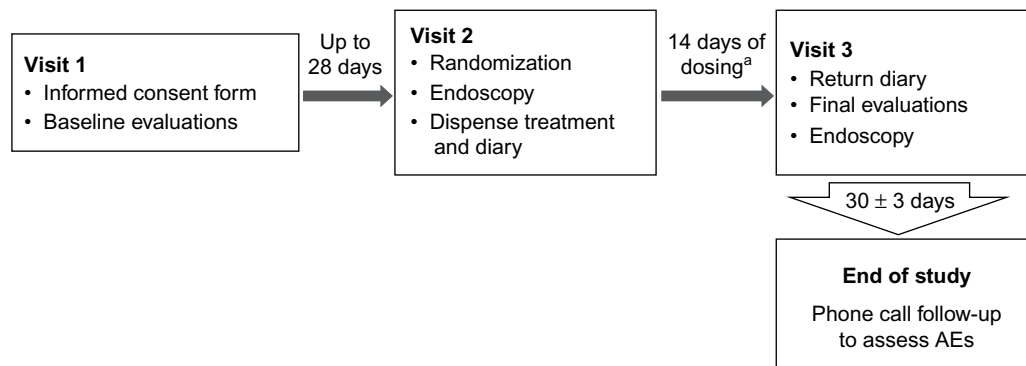 Visit 1
• Informed consent form
• Baseline evaluations
Up to
28 days
Visit 2
• Randomization
• Endoscopy
• Dispense treatment
and diary
14 days of
dosingᵃ
Visit 3
• Return diary
• Final evaluations
• Endoscopy
30 ± 3 days
End of study
Phone call follow-up
to assess AEs